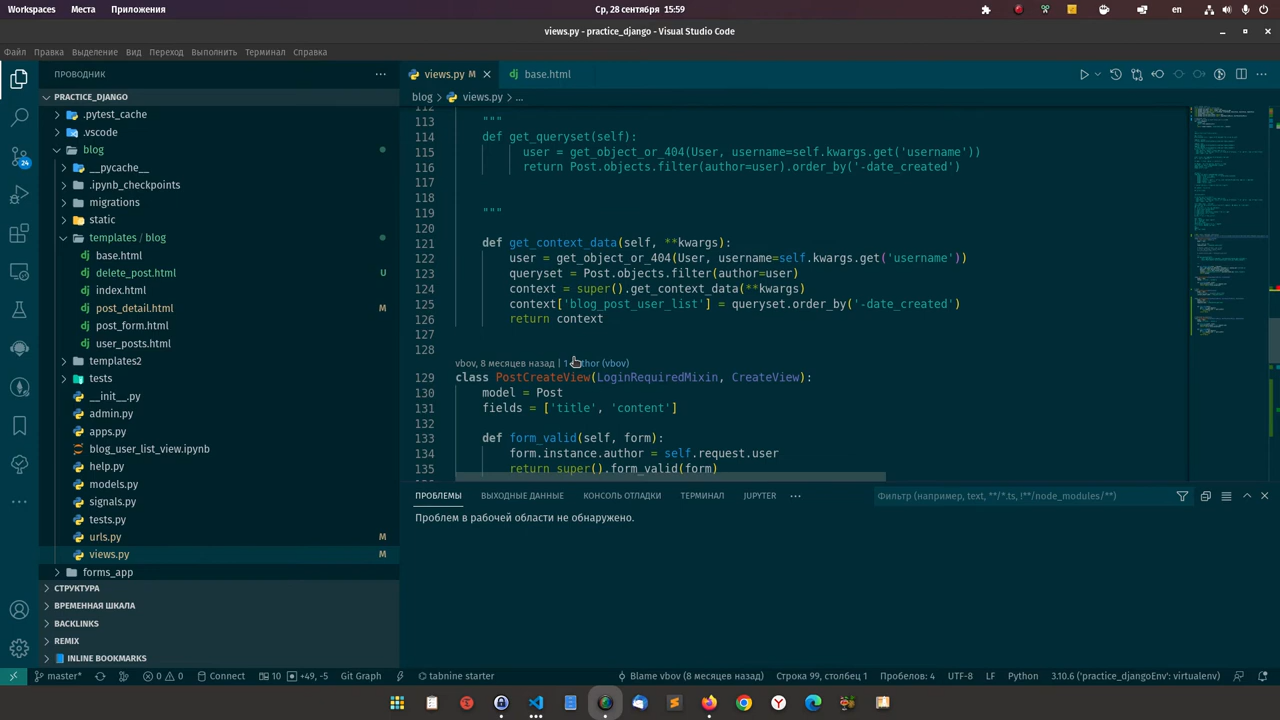 Workspaces Места Приложения Ср, 28 сентября 15:59 en
views.py - practice_django - Visual Studio Code
Файл Правка Выделение Вид Переход Выполнить Терминал Справка
ПРОВОДНИК
views.py M
base.html
PRACTICE_DJANGO
blog > views.py > ...
.pytest_cache
.vscode
blog
__pycache__
.ipynb_checkpoints
migrations
static
templates / blog
base.html
delete_post.html U
index.html
post_detail.html M
post_form.html
user_posts.html
templates2
tests
__init__.py
admin.py
apps.py
blog_user_list_view.ipynb
help.py
models.py
signals.py
tests.py
urls.py M
views.py M
forms_app
СТРУКТУРА
ВРЕМЕННАЯ ШКАЛА
BACKLINKS
REMIX
INLINE BOOKMARKS
24
112
113 """
114 def get_queryset(self):
115 user = get_object_or_404(User, username=self.kwargs.get('username'))
116 return Post.objects.filter(author=user).order_by('-date_created')
117
118
119 """
120
121 def get_context_data(self, **kwargs):
122 user = get_object_or_404(User, username=self.kwargs.get('username'))
123 queryset = Post.objects.filter(author=user)
124 context = super().get_context_data(**kwargs)
125 context['blog_post_user_list'] = queryset.order_by('-date_created')
126 return context
127
128
vbov, 8 месяцев назад | 1 author (vbov)
129 class PostCreateView(LoginRequiredMixin, CreateView):
130 model = Post
131 fields = ['title', 'content']
132
133 def form_valid(self, form):
134 form.instance.author = self.request.user
135 return super().form_valid(form)
ПРОБЛЕМЫ ВЫХОДНЫЕ ДАННЫЕ КОНСОЛЬ ОТЛАДКИ ТЕРМИНАЛ JUPYTER ...
Фильтр (например, text, **/*.ts, !**/node_modules/**)
Проблем в рабочей области не обнаружено.
master* 0 0 Connect 10 +49, -5 Git Graph tabnine starter Blame vbov (8 месяцев назад) Строка 99, столбец 1 Пробелов: 4 UTF-8 LF Python 3.10.6 ('practice_djangoEnv': virtualenv)